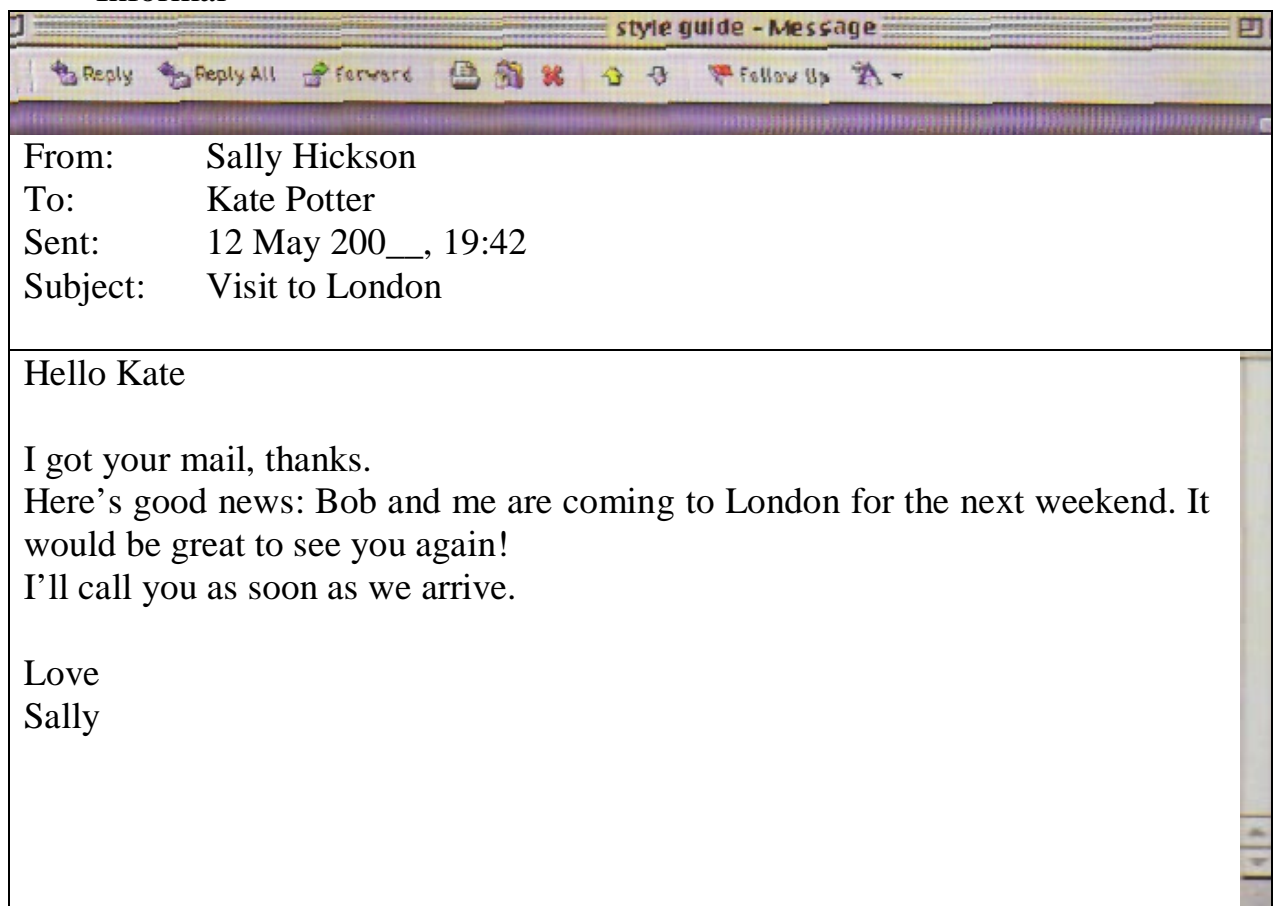 Informal
style guide - Message
Reply Reply All Forward Follow Up
From: Sally Hickson
To: Kate Potter
Sent: 12 May 200__, 19:42
Subject: Visit to London
Hello Kate
I got your mail, thanks.
Here’s good news: Bob and me are coming to London for the next weekend. It
would be great to see you again!
I’ll call you as soon as we arrive.
Love
Sally